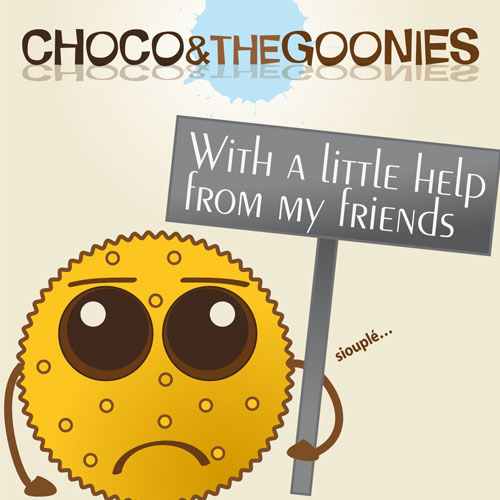 CHOCO&THEGOONIES
With a little help
from my friends
siouplé...